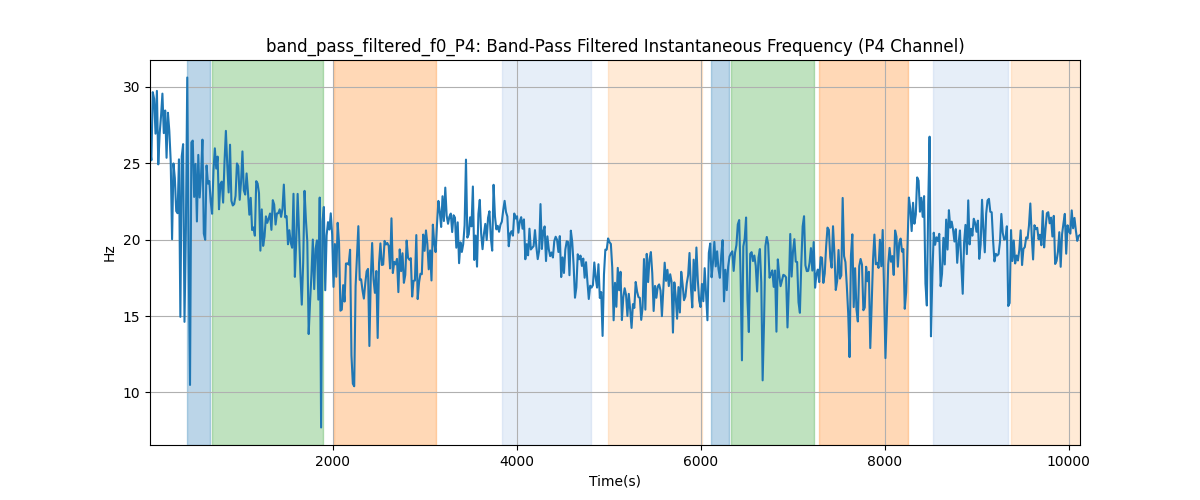 band_pass_filtered_f0_P4: Band-Pass Filtered Instantaneous Frequency (P4 Channel)
30
25
20
15
10
Hz
2000 4000 6000 8000 10000
Time(s)